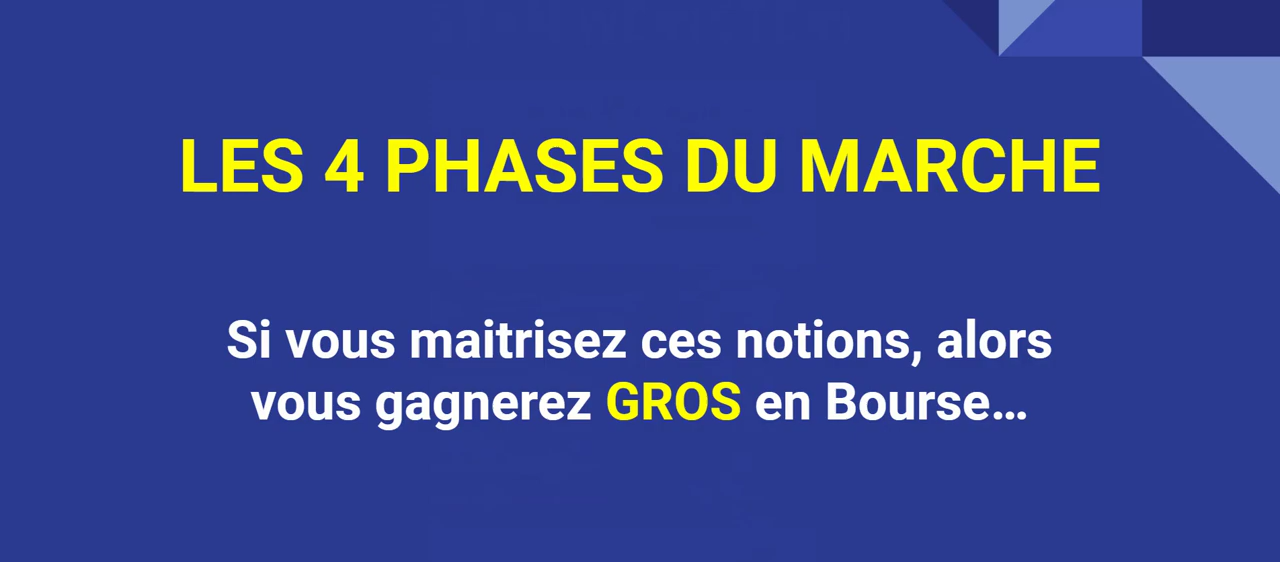 LES 4 PHASES DU MARCHE
Si vous maitrisez ces notions, alors
vous gagnerez GROS en Bourse...